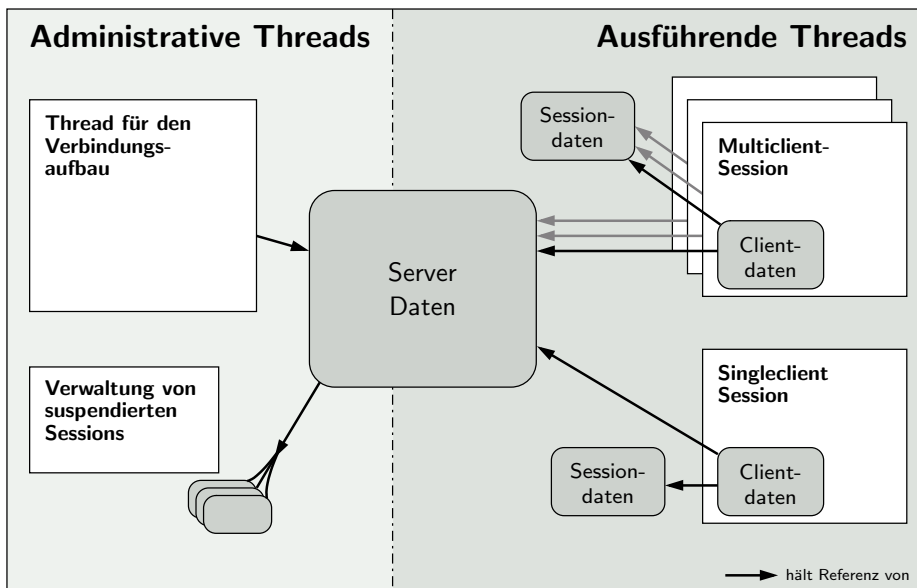 Administrative Threads
Ausführende Threads
Thread für den
Verbindungs-
aufbau
Session-
daten
Multiclient-
Session
Client-
daten
Server
Daten
Verwaltung von
suspendierten
Sessions
Singleclient
Session
Session-
daten
Client-
daten
hält Referenz von